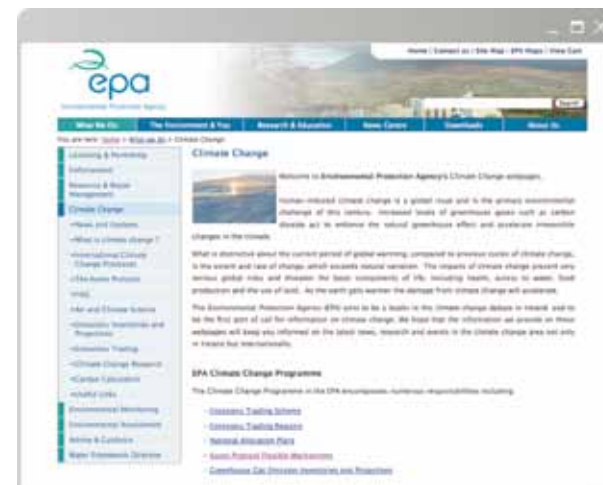 Home | Contact us | Site Map | EPA Maps | View Cart
epa
Environmental Protection Agency
Search
What We Do
The Environment & You
Research & Education
News Centre
Downloads
About Us
You are here: Home > What we do > Climate Change
Licensing & Permitting
Enforcement
Resource & Waste
Management
Climate Change
News and Updates
What is climate change ?
International Climate
Change Processes
The Kyoto Protocol
FAQ
Air and Climate Science
Emissions Inventories and
Projections
Emissions Trading
Climate Change Research
Carbon Calculators
Useful Links
Environmental Monitoring
Environmental Assessment
Advice & Guidance
Water Framework Directive
Climate Change
Welcome to Environmental Protection Agency's Climate Change webpages.
Human-induced climate change is a global issue and is the primary environmental
challenge of this century. Increased levels of greenhouse gases such as carbon
dioxide act to enhance the natural greenhouse effect and accelerate irreversible
changes in the climate.
What is distinctive about the current period of global warming, compared to previous cycles of climate change,
is the extent and rate of change, which exceeds natural variation. The impacts of climate change present very
serious global risks and threaten the basic components of life, including health, access to water, food
production and the use of land. As the earth gets warmer the damage from climate change will accelerate.
The Environmental Protection Agency (EPA) aims to be a leader in the climate change debate in Ireland and to
be the first port of call for information on climate change. We hope that the information we provide on these
webpages will keep you informed on the latest news, research and events in the climate change area not only
in Ireland but internationally.
EPA Climate Change Programme
The Climate Change Programme in the EPA encompasses numerous responsibilities including:
- Emissions Trading Scheme
- Emissions Trading Registry
- National Allocation Plans
- Kyoto Protocol Flexible Mechanisms
- Greenhouse Gas Emission Inventories and Projections